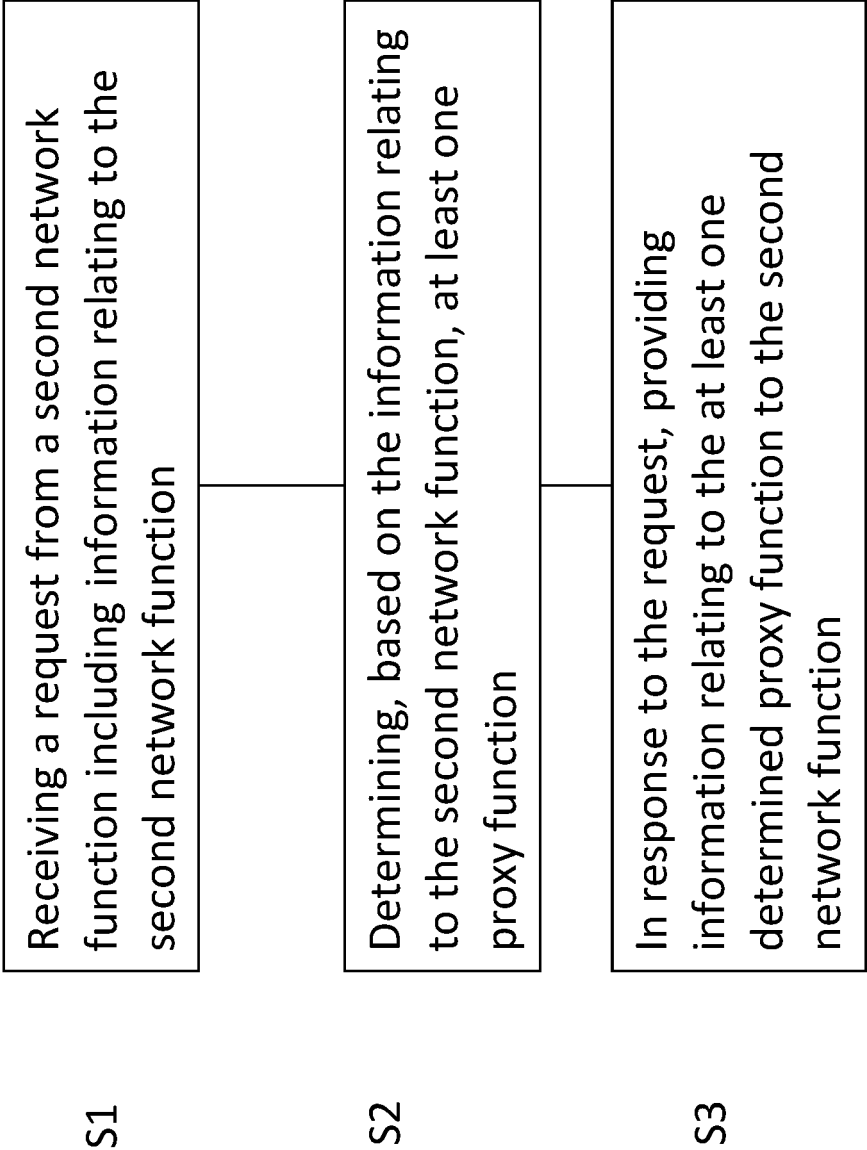 S1
Receiving a request from a second network
function including information relating to the
second network function
S2
Determining, based on the information relating
to the second network function, at least one
proxy function
S3
In response to the request, providing
information relating to the at least one
determined proxy function to the second
network function